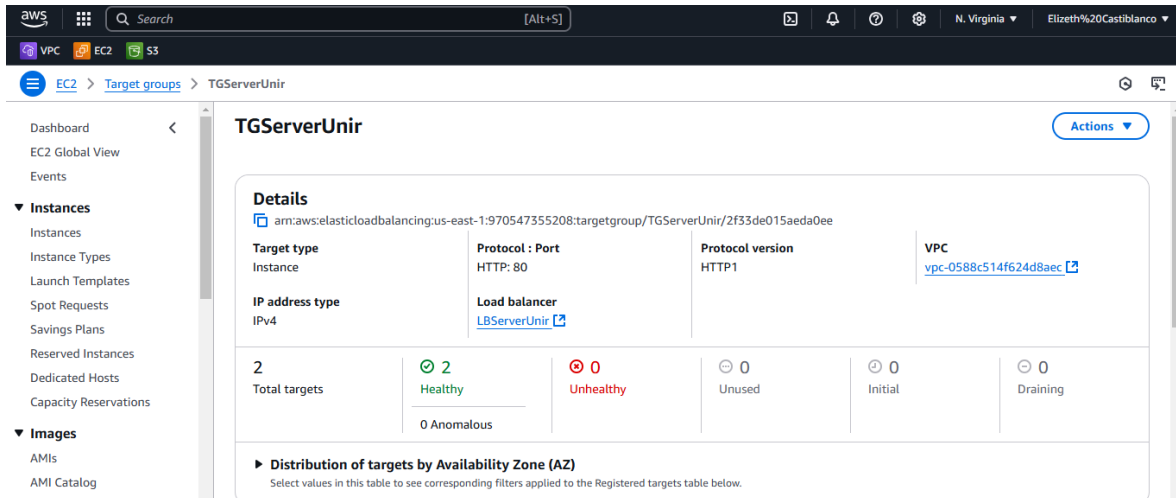 aws Search [Alt+S] N. Virginia ▼ Elizeth%20Castiblanco ▼
VPC EC2 S3
EC2 > Target groups > TGServerUnir
Dashboard
EC2 Global View
Events
▼ Instances
Instances
Instance Types
Launch Templates
Spot Requests
Savings Plans
Reserved Instances
Dedicated Hosts
Capacity Reservations
▼ Images
AMIs
AMI Catalog
TGServerUnir
Actions ▼
Details
arn:aws:elasticloadbalancing:us-east-1:970547355208:targetgroup/TGServerUnir/2f33de015aeda0ee
Target type
Instance
Protocol : Port
HTTP: 80
Protocol version
HTTP1
VPC
vpc-0588c514f624d8aec
IP address type
IPv4
Load balancer
LBServerUnir
2
Total targets
2
Healthy
0 Anomalous
0
Unhealthy
0
Unused
0
Initial
0
Draining
▶ Distribution of targets by Availability Zone (AZ)
Select values in this table to see corresponding filters applied to the Registered targets table below.